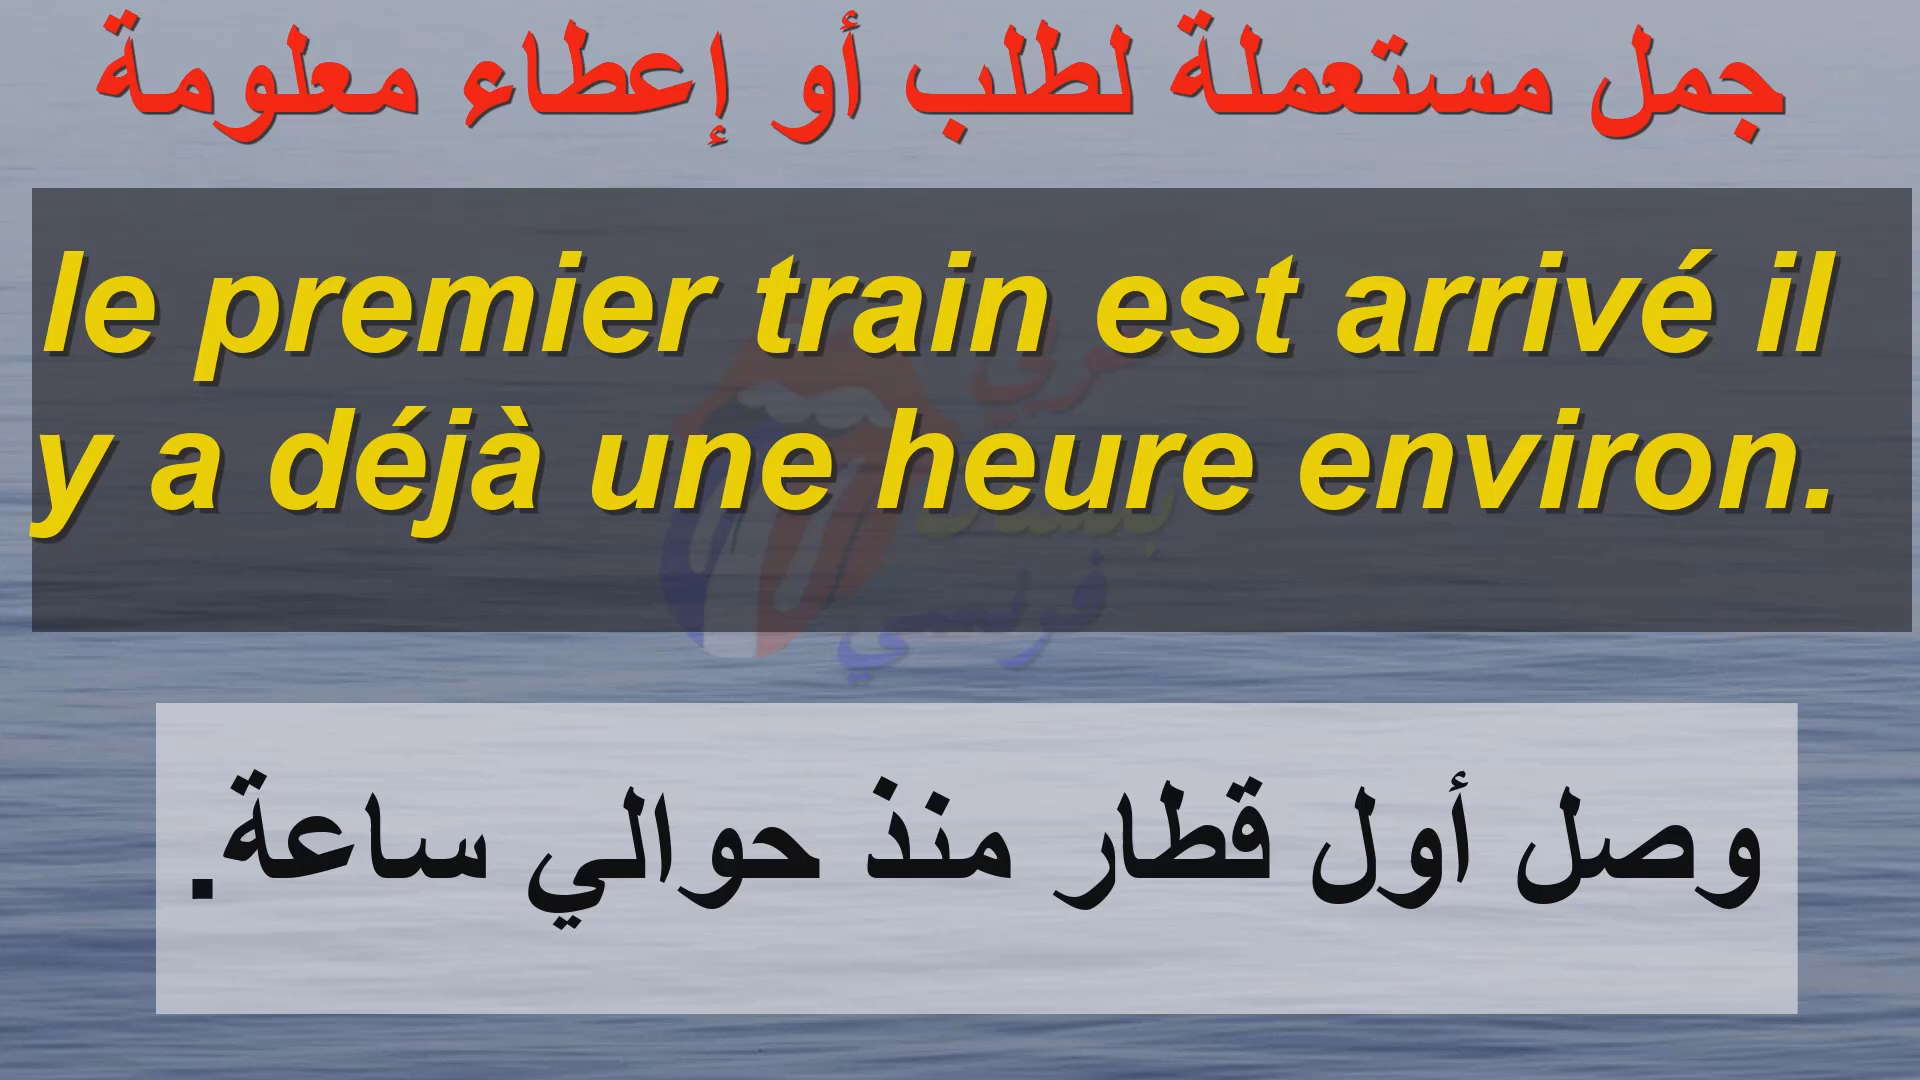 جمل مستعملة لطلب أو إعطاء معلومة
le premier train est arrivé il
y a déjà une heure environ.
وصل أول قطار منذ حوالي ساعة.